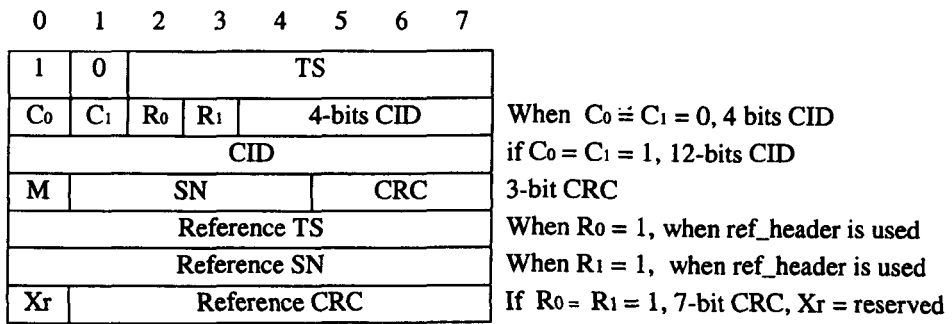 0 1 2 3 4 5 6 7
1 0 TS
C0 C1 R0 R1 4-bits CID When C0 = C1 = 0, 4 bits CID
CID if C0 = C1 = 1, 12-bits CID
M SN CRC 3-bit CRC
Reference TS When R0 = 1, when ref_header is used
Reference SN When R1 = 1, when ref_header is used
Xr Reference CRC If R0 = R1 = 1, 7-bit CRC, Xr = reserved